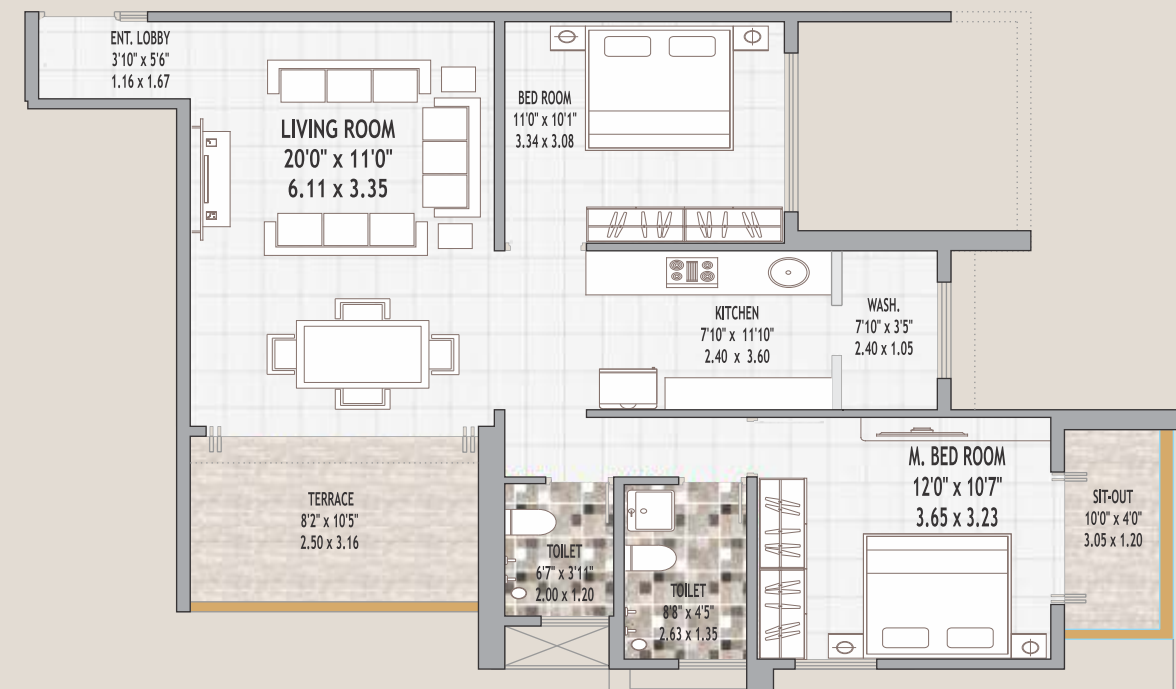 ENT. LOBBY
3'10" x 5'6"
1.16 x 1.67
LIVING ROOM
20'0" x 11'0"
6.11 x 3.35
BED ROOM
11'0" x 10'1"
3.34 x 3.08
KITCHEN
7'10" x 11'10"
2.40 x 3.60
WASH.
7'10" x 3'5"
2.40 x 1.05
M. BED ROOM
12'0" x 10'7"
3.65 x 3.23
SIT-OUT
10'0" x 4'0"
3.05 x 1.20
TERRACE
8'2" x 10'5"
2.50 x 3.16
TOILET
6'7" x 3'11"
2.00 x 1.20
TOILET
8'8" x 4'5"
2.63 x 1.35